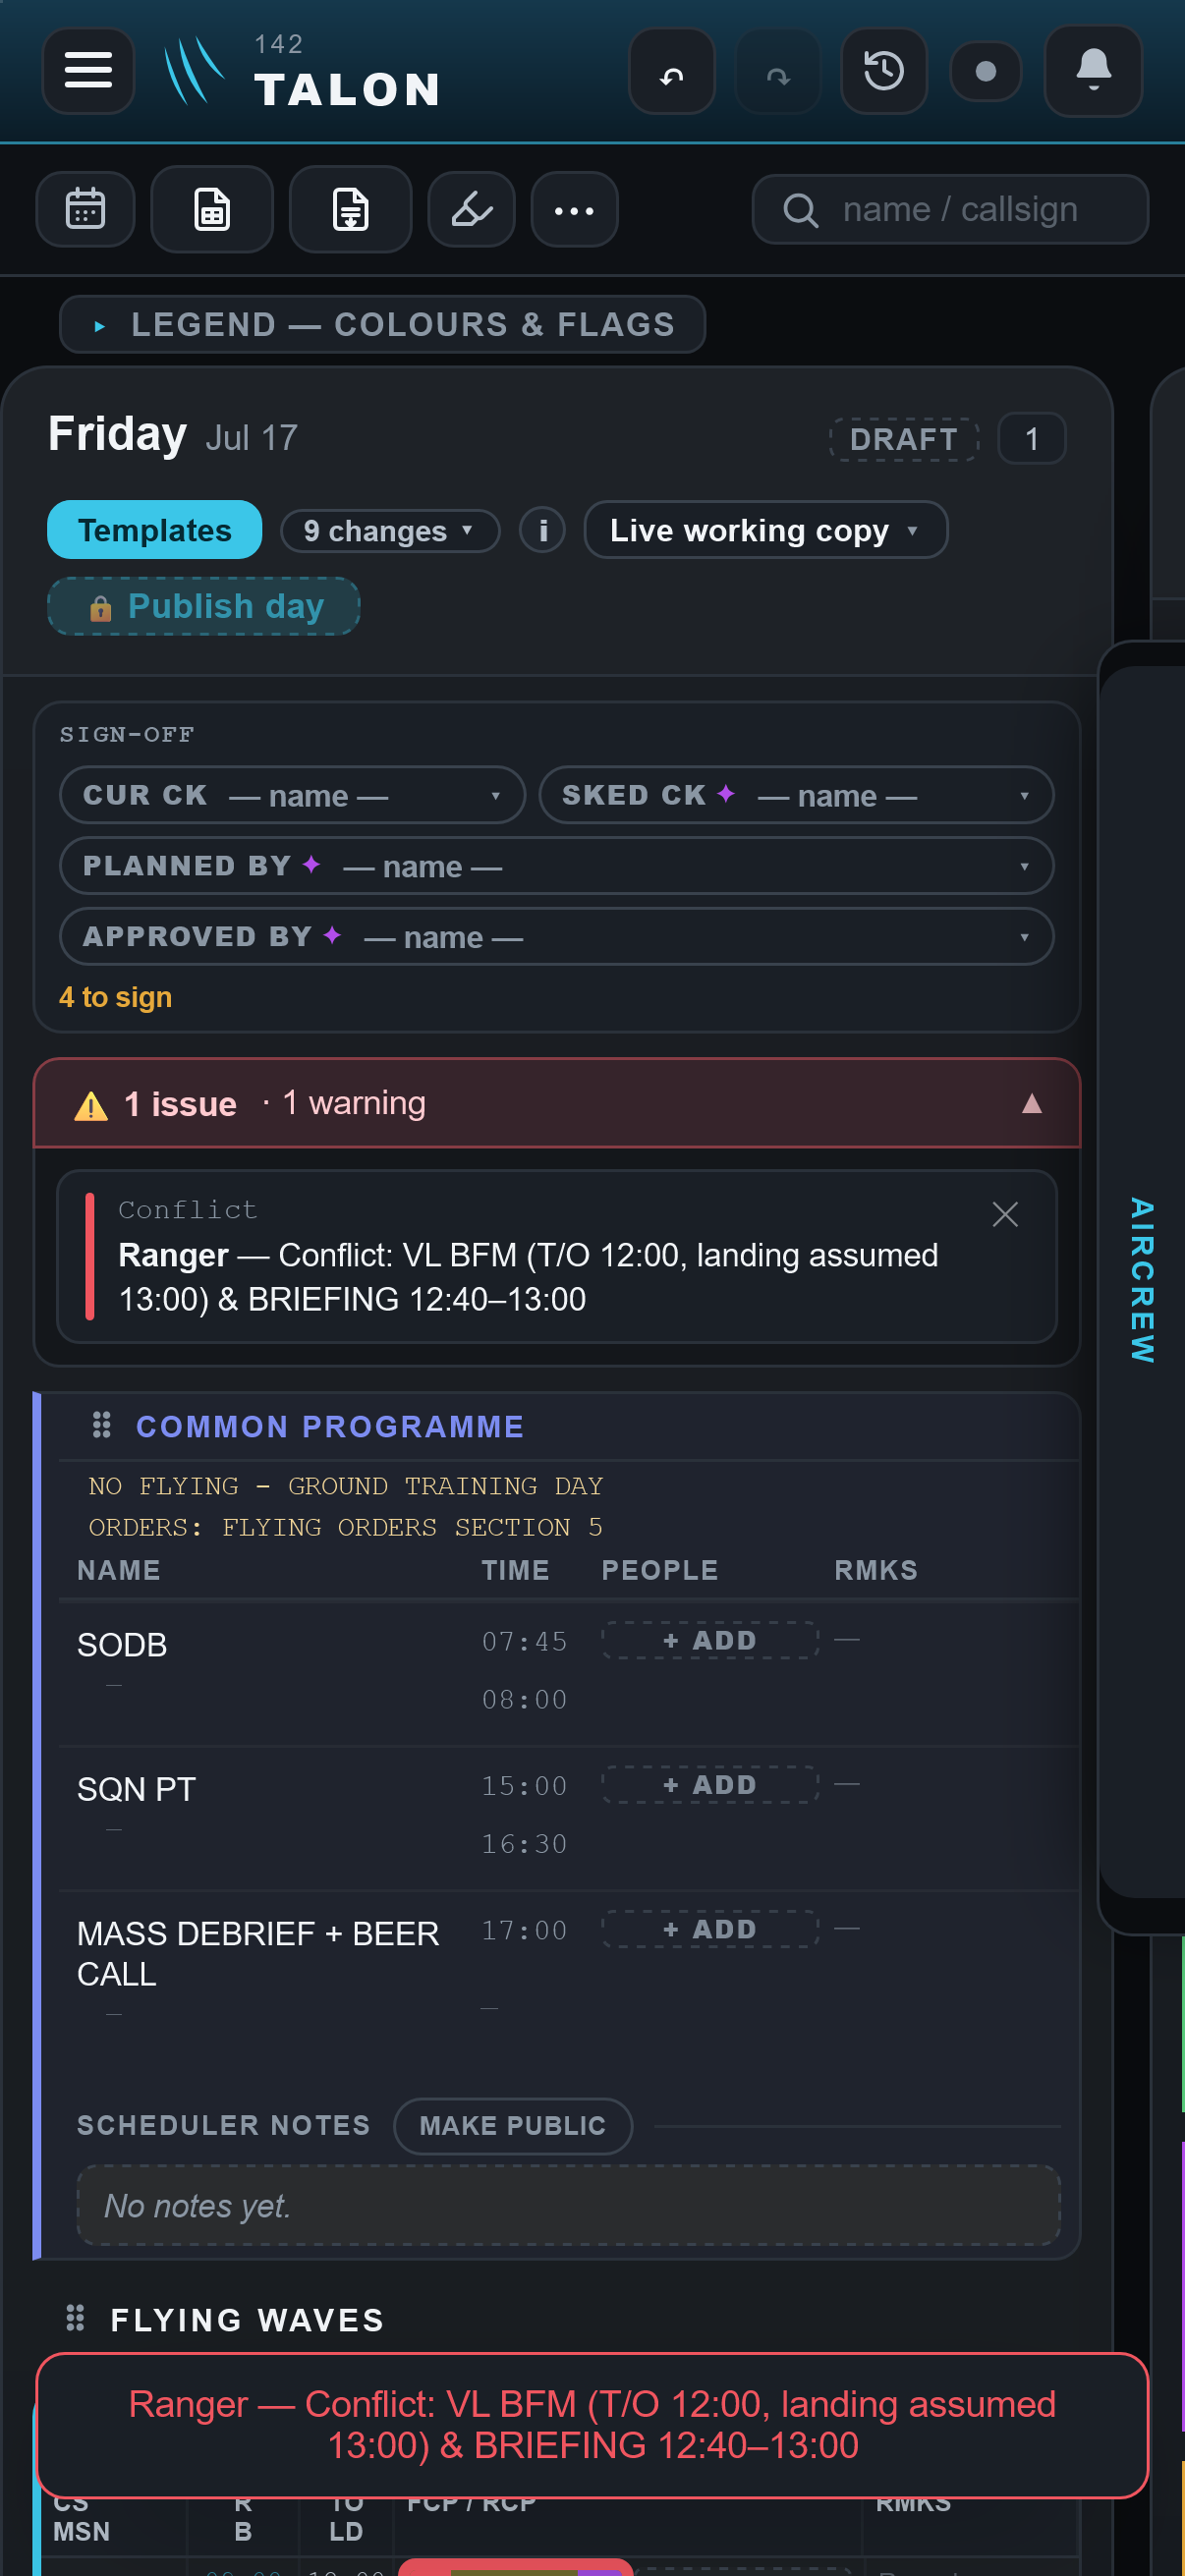 142
TALON
name / callsign
LEGEND — COLOURS & FLAGS
Friday Jul 17 DRAFT 1
Templates 9 changes i Live working copy
Publish day
SIGN-OFF
CUR CK — name — SKED CK — name —
PLANNED BY — name —
APPROVED BY — name —
4 to sign
1 issue · 1 warning
Conflict
Ranger — Conflict: VL BFM (T/O 12:00, landing assumed
13:00) & BRIEFING 12:40–13:00
AIRCREW
COMMON PROGRAMME
NO FLYING - GROUND TRAINING DAY
ORDERS: FLYING ORDERS SECTION 5
NAME TIME PEOPLE RMKS
SODB 07:45 + ADD —
— 08:00
SQN PT 15:00 + ADD —
— 16:30
MASS DEBRIEF + BEER 17:00 + ADD —
CALL
— —
SCHEDULER NOTES MAKE PUBLIC
No notes yet.
FLYING WAVES
Ranger — Conflict: VL BFM (T/O 12:00, landing assumed
13:00) & BRIEFING 12:40–13:00
CS R TO FCP / RCP RMKS
MSN B LD